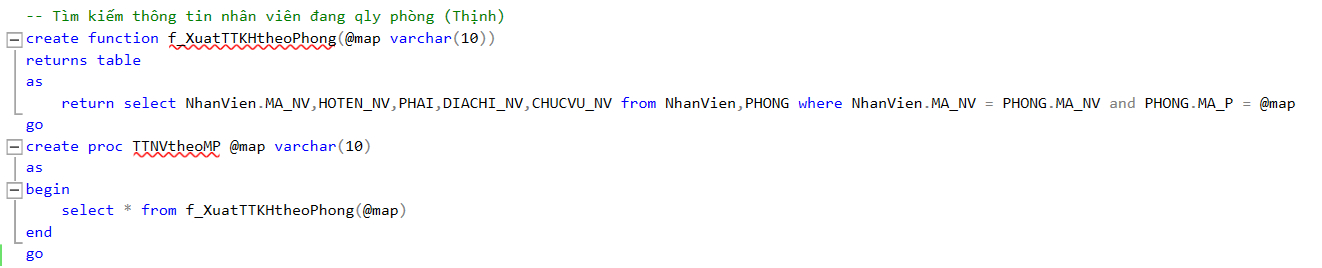 -- Tìm kiếm thông tin nhân viên đang qly phòng (Thịnh)
create function f_XuatTTKHtheoPhong(@map varchar(10))
returns table
as
return select NhanVien.MA_NV,HOTEN_NV,PHAI,DIACHI_NV,CHUCVU_NV from NhanVien,PHONG where NhanVien.MA_NV = PHONG.MA_NV and PHONG.MA_P = @map
go
create proc TTNVtheoMP @map varchar(10)
as
begin
select * from f_XuatTTKHtheoPhong(@map)
end
go